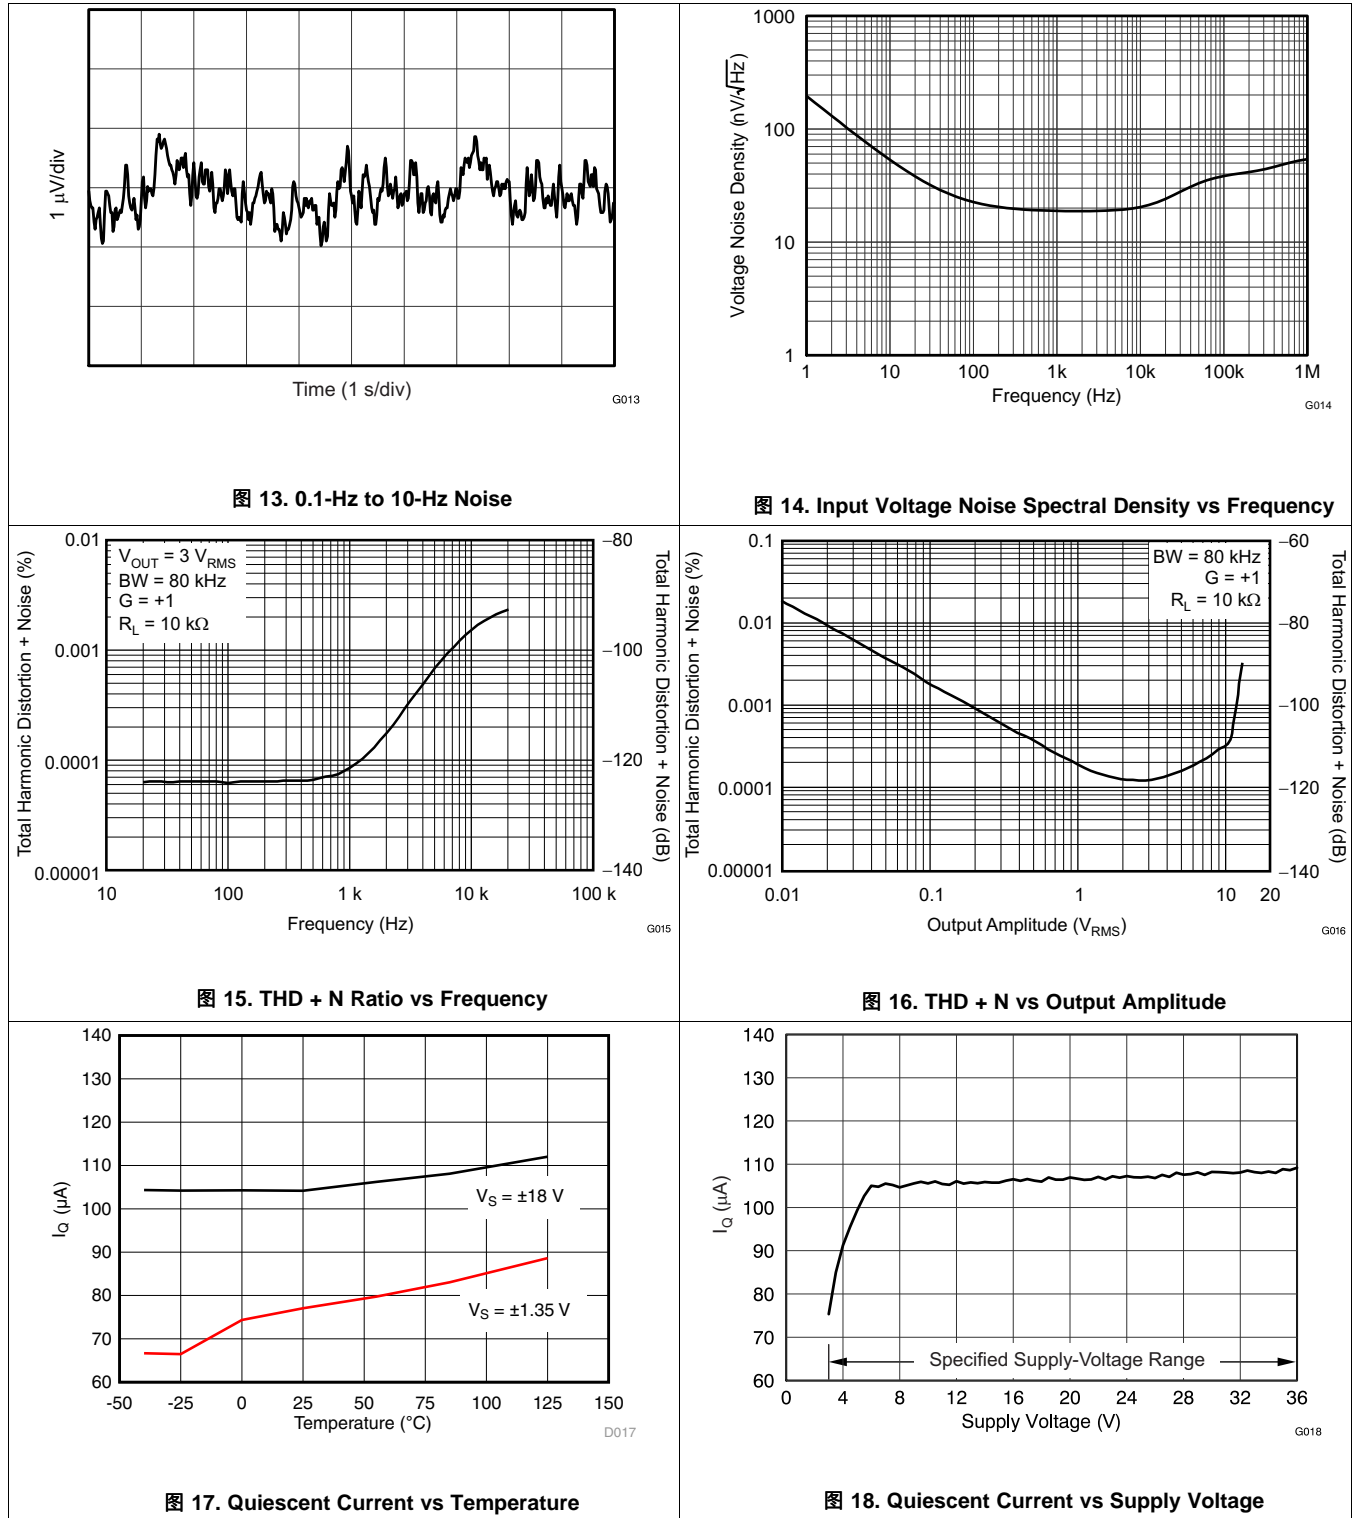 1 μV/div
Time (1 s/div)
G013
图 13. 0.1-Hz to 10-Hz Noise
1000
100
10
1
Voltage Noise Density (nV/√Hz)
1 10 100 1k 10k 100k 1M
Frequency (Hz)
G014
图 14. Input Voltage Noise Spectral Density vs Frequency
Total Harmonic Distortion + Noise (%)
0.01
0.001
0.0001
0.00001
V_OUT = 3 V_RMS
BW = 80 kHz
G = +1
R_L = 10 kΩ
−80
−100
−120
−140
Total Harmonic Distortion + Noise (dB)
10 100 1 k 10 k 100 k
Frequency (Hz)
G015
图 15. THD + N Ratio vs Frequency
Total Harmonic Distortion + Noise (%)
0.1
0.01
0.001
0.0001
0.00001
BW = 80 kHz
G = +1
R_L = 10 kΩ
−60
−80
−100
−120
−140
Total Harmonic Distortion + Noise (dB)
0.01 0.1 1 10 20
Output Amplitude (V_RMS)
G016
图 16. THD + N vs Output Amplitude
I_Q (µA)
140
130
120
110
100
90
80
70
60
V_S = ±18 V
V_S = ±1.35 V
-50 -25 0 25 50 75 100 125 150
Temperature (°C)
D017
图 17. Quiescent Current vs Temperature
I_Q (μA)
140
130
120
110
100
90
80
70
60
Specified Supply-Voltage Range
0 4 8 12 16 20 24 28 32 36
Supply Voltage (V)
G018
图 18. Quiescent Current vs Supply Voltage